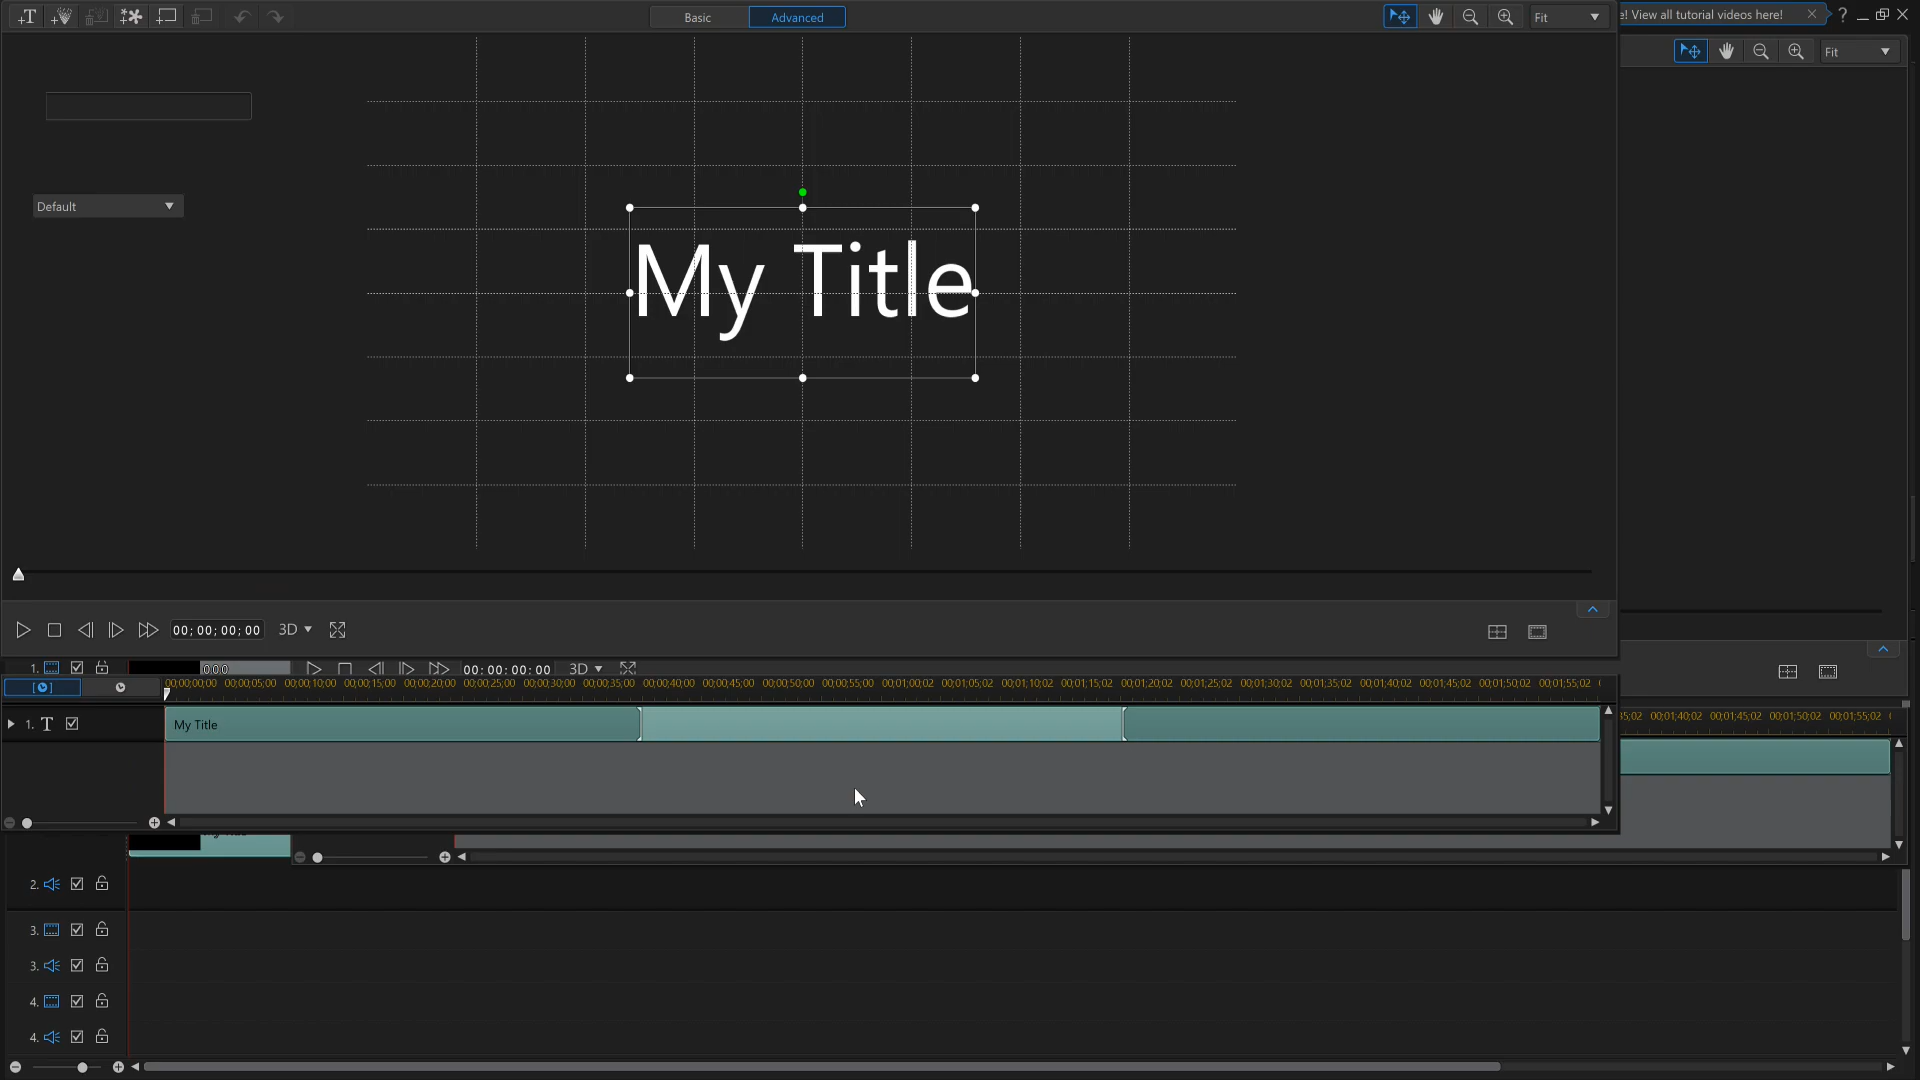 Basic
Advanced
Fit
e! View all tutorial videos here!
Fit
Default
My Title
00; 00; 00; 00
3D
1.
00:00:00:00
3D
00;00;00;00 00;00;05;00 00;00;10;00 00;00;15;00 00;00;20;00 00;00;25;00 00;00;30;00 00;00;35;00 00;00;40;00 00;00;45;00 00;00;50;00 00;00;55;00 00;01;00;02 00;01;05;02 00;01;10;02 00;01;15;02 00;01;20;02 00;01;25;02 00;01;30;02 00;01;35;02 00;01;40;02 00;01;45;02 00;01;50;02 00;01;55;02
1. T My Title
35;02 00;01;40;02 00;01;45;02 00;01;50;02 00;01;55;02
2.
3.
3.
4.
4.